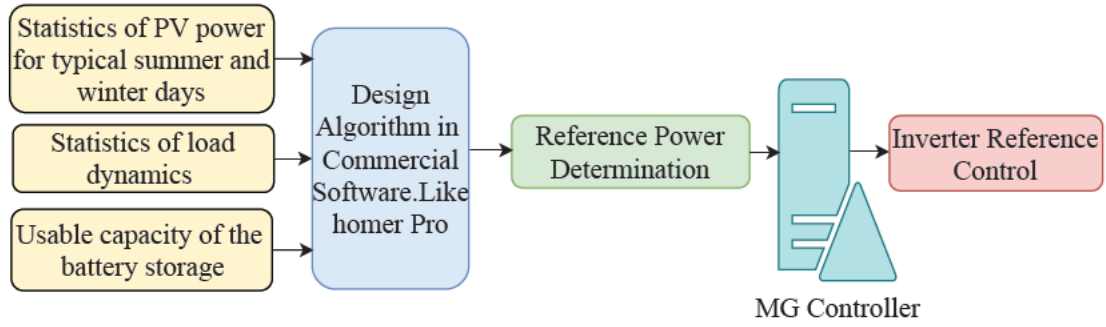 Statistics of PV power
for typical summer and
winter days
Statistics of load
dynamics
Usable capacity of the
battery storage
Design
Algorithm in
Commercial
Software.Like
homer Pro
Reference Power
Determination
MG Controller
Inverter Reference
Control